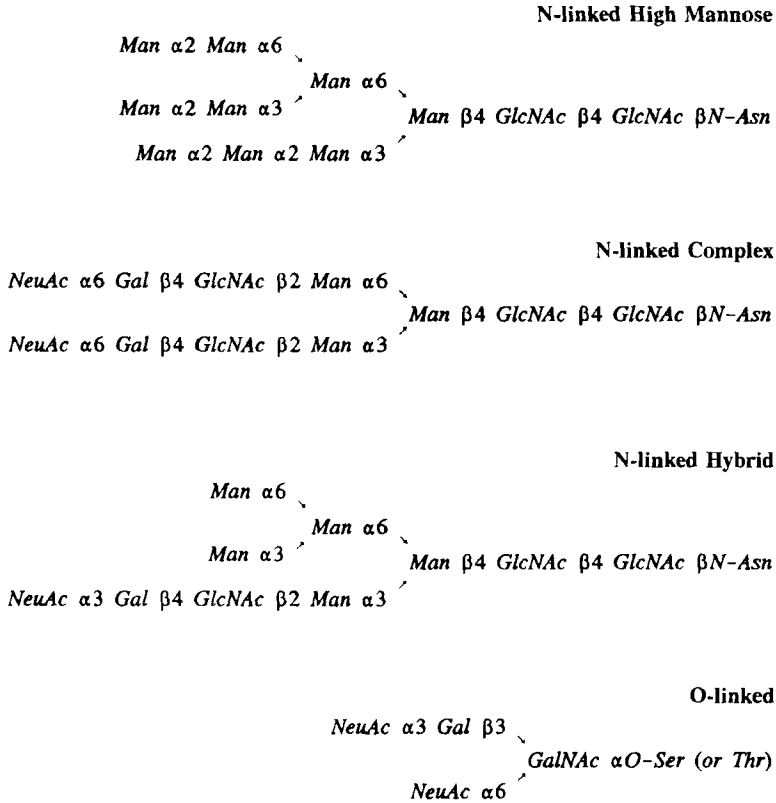 N-linked High Mannose
Man α2 Man α6
Man α6
Man α2 Man α3
Man β4 GlcNAc β4 GlcNAc βN-Asn
Man α2 Man α2 Man α3
N-linked Complex
NeuAc α6 Gal β4 GlcNAc β2 Man α6
Man β4 GlcNAc β4 GlcNAc βN-Asn
NeuAc α6 Gal β4 GlcNAc β2 Man α3
N-linked Hybrid
Man α6
Man α6
Man α3
Man β4 GlcNAc β4 GlcNAc βN-Asn
NeuAc α3 Gal β4 GlcNAc β2 Man α3
O-linked
NeuAc α3 Gal β3
GalNAc αO-Ser (or Thr)
NeuAc α6